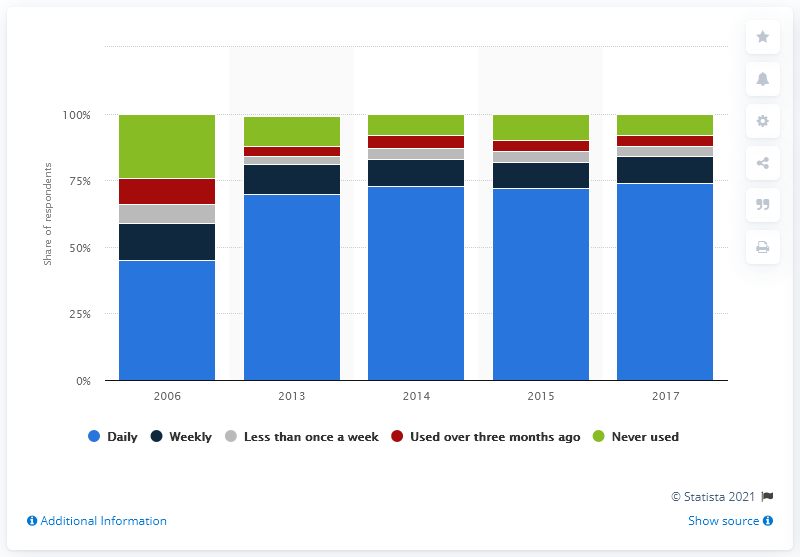 100%
75%
50%
25%
0%
Share of respondents
2006 2013 2014 2015 2017
Daily Weekly Less than once a week Used over three months ago Never used
© Statista 2021
Additional Information Show source